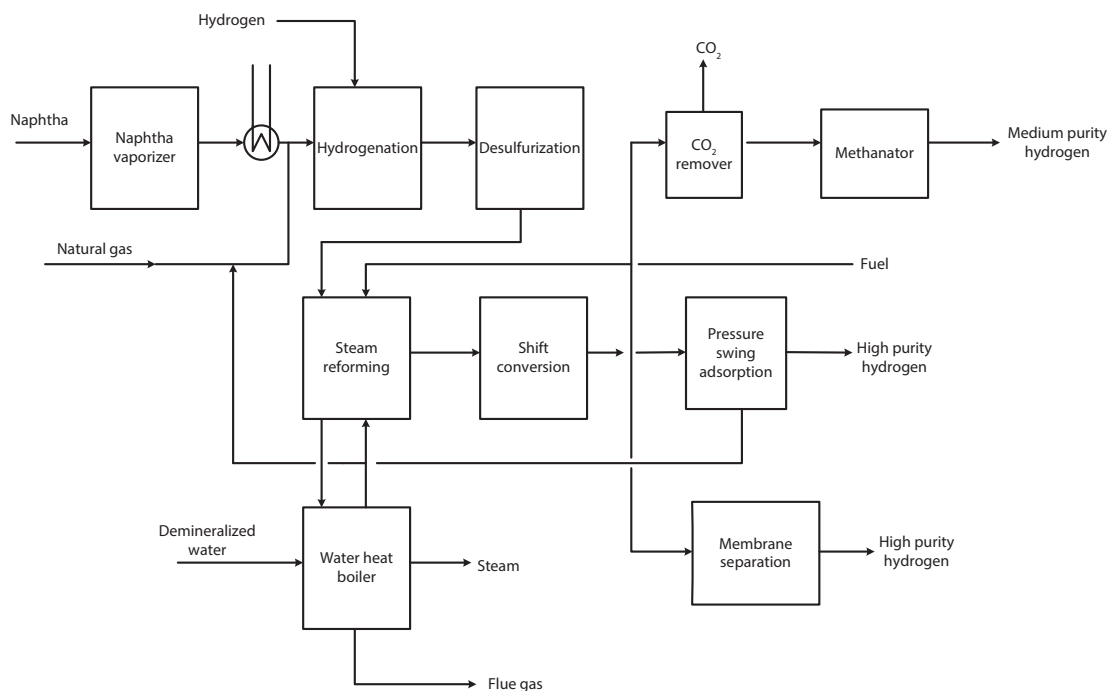 Hydrogen
CO2
Naphtha
Naphtha
vaporizer
Hydrogenation
Desulfurization
CO2
remover
Methanator
Medium purity
hydrogen
Natural gas
Fuel
Steam
reforming
Shift
conversion
Pressure
swing
adsorption
High purity
hydrogen
Demineralized
water
Water heat
boiler
Steam
Membrane
separation
High purity
hydrogen
Flue gas